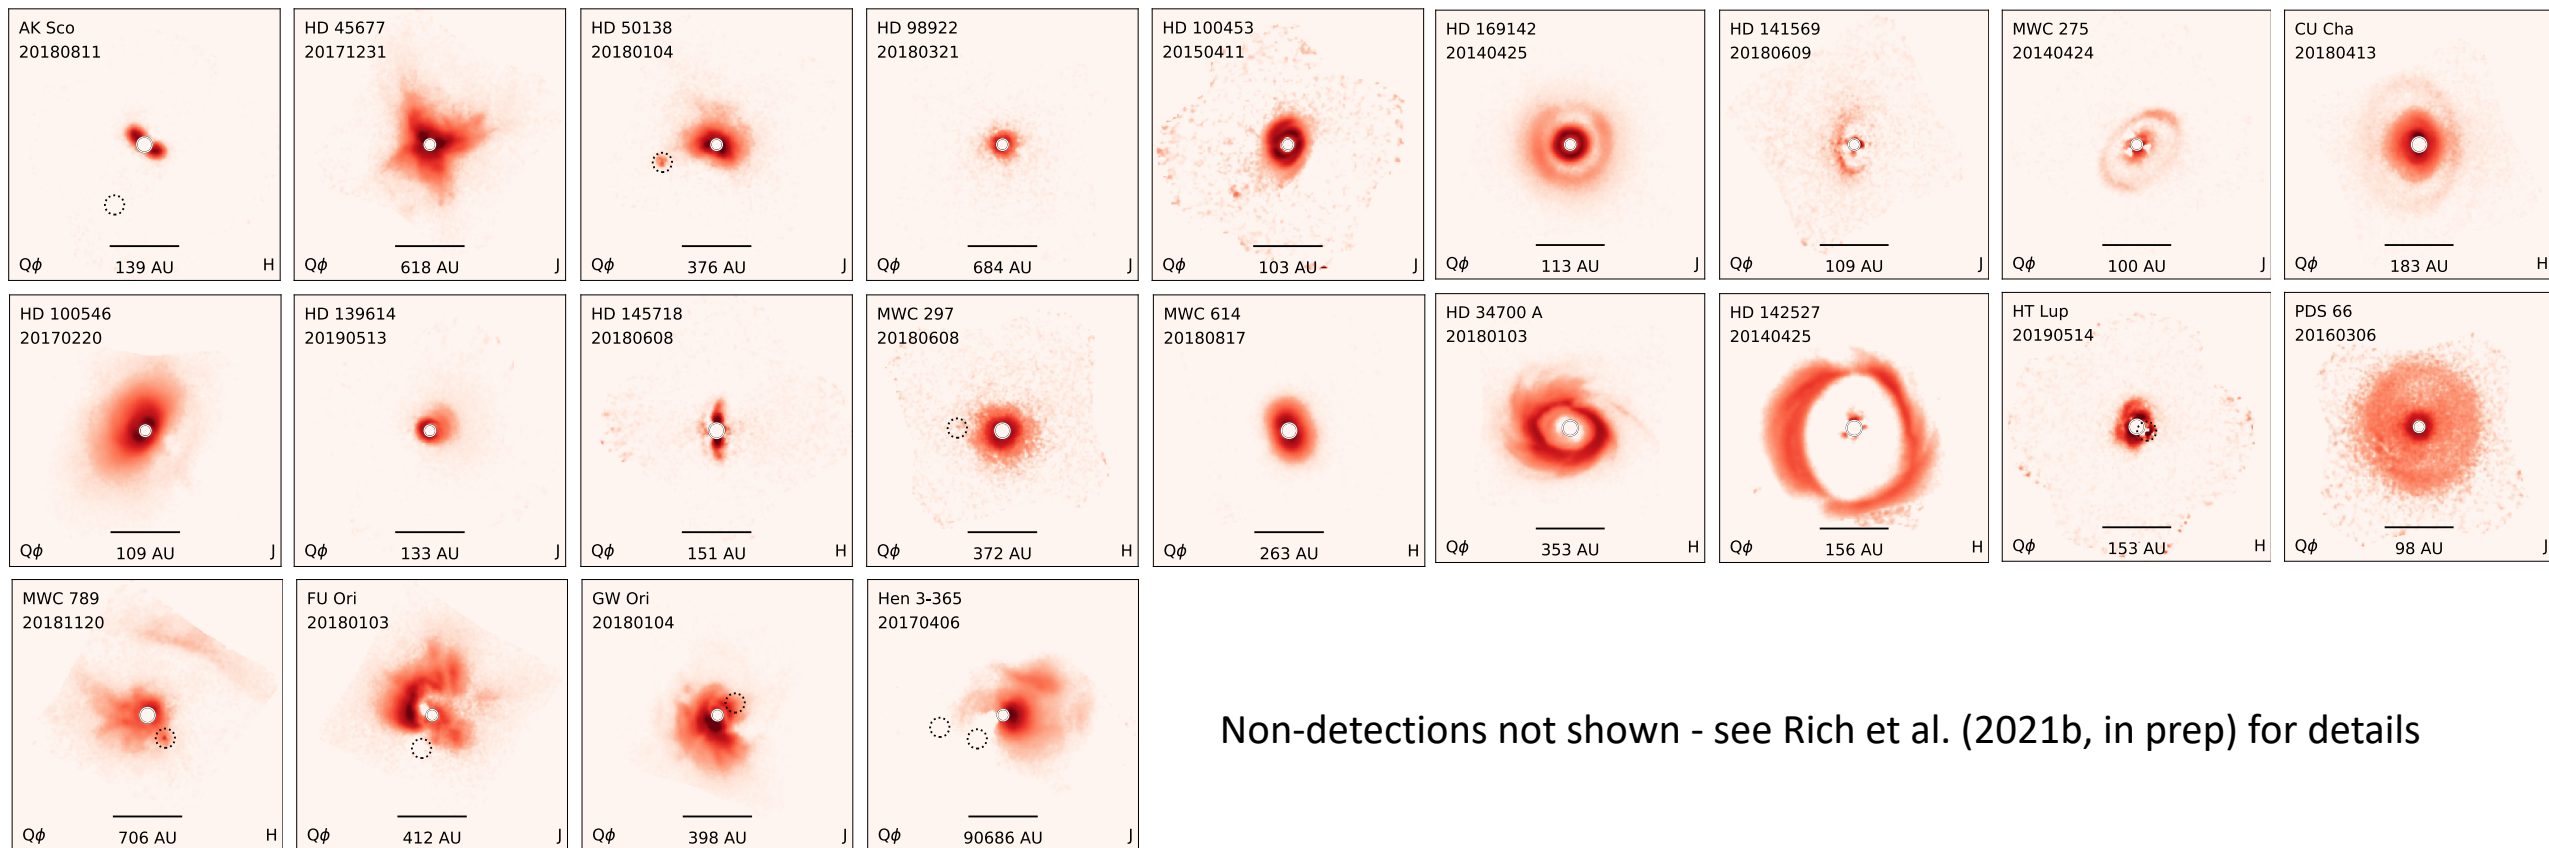 AK Sco
20180811
Qϕ 139 AU H
HD 45677
20171231
Qϕ 618 AU J
HD 50138
20180104
Qϕ 376 AU J
HD 98922
20180321
Qϕ 684 AU J
HD 100453
20150411
Qϕ 103 AU J
HD 169142
20140425
Qϕ 113 AU J
HD 141569
20180609
Qϕ 109 AU J
MWC 275
20140424
Qϕ 100 AU J
CU Cha
20180413
Qϕ 183 AU H
HD 100546
20170220
Qϕ 109 AU J
HD 139614
20190513
Qϕ 133 AU J
HD 145718
20180608
Qϕ 151 AU H
MWC 297
20180608
Qϕ 372 AU H
MWC 614
20180817
Qϕ 263 AU H
HD 34700 A
20180103
Qϕ 353 AU H
HD 142527
20140425
Qϕ 156 AU H
HT Lup
20190514
Qϕ 153 AU H
PDS 66
20160306
Qϕ 98 AU J
MWC 789
20181120
Qϕ 706 AU H
FU Ori
20180103
Qϕ 412 AU J
GW Ori
20180104
Qϕ 398 AU J
Hen 3-365
20170406
Qϕ 90686 AU J
Non-detections not shown - see Rich et al. (2021b, in prep) for details